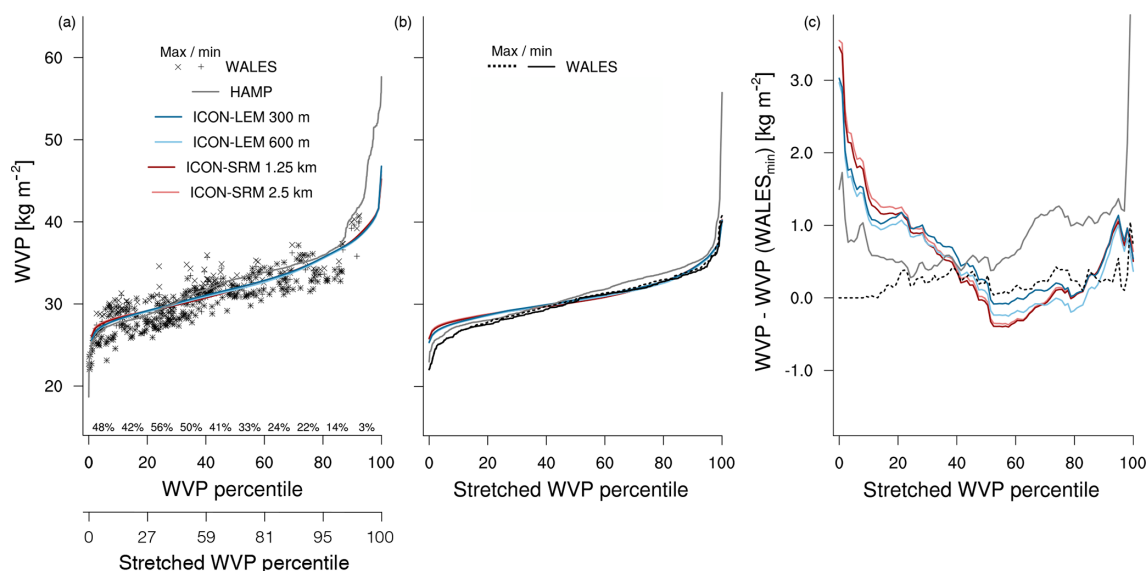 (a)
WVP [kg m⁻²]
60
50
40
30
20
Max / min
× + WALES
HAMP
ICON-LEM 300 m
ICON-LEM 600 m
ICON-SRM 1.25 km
ICON-SRM 2.5 km
48% 42% 56% 50% 41% 33% 24% 22% 14% 3%
0 20 40 60 80 100
WVP percentile
0 27 59 81 95 100
Stretched WVP percentile
(b)
Max / min
WALES
0 20 40 60 80 100
Stretched WVP percentile
(c)
WVP - WVP (WALESmin) [kg m⁻²]
3.0
2.0
1.0
0.0
-1.0
0 20 40 60 80 100
Stretched WVP percentile